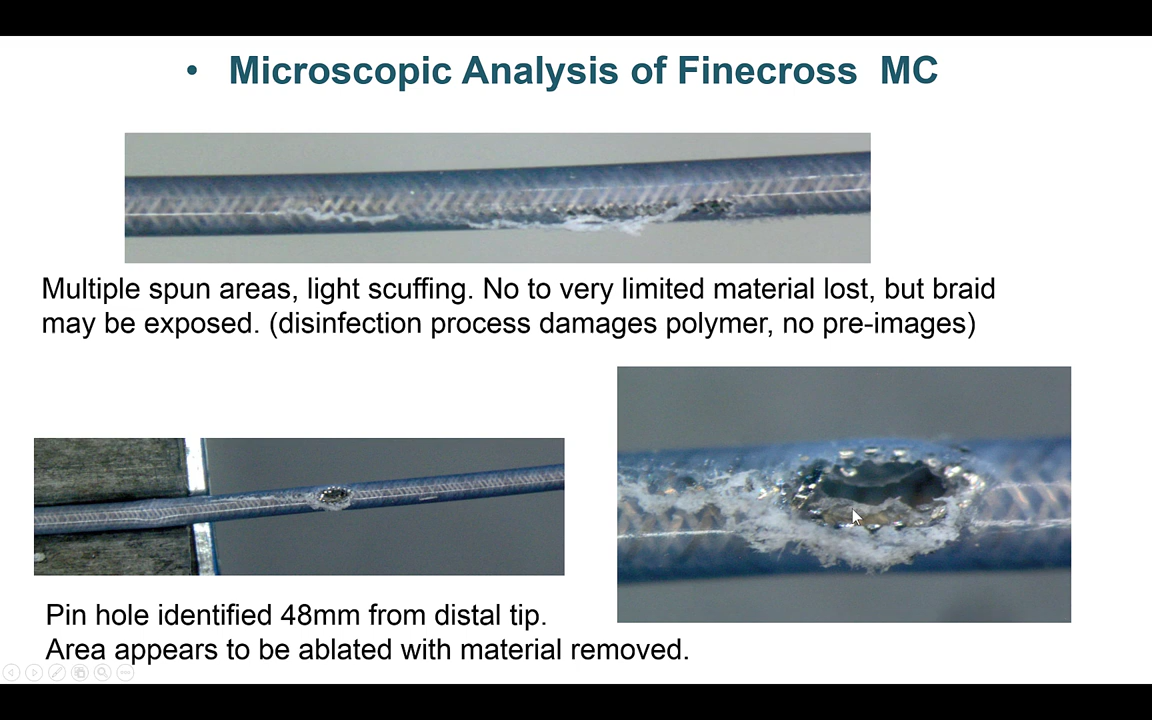 • Microscopic Analysis of Finecross MC
Multiple spun areas, light scuffing. No to very limited material lost, but braid
may be exposed. (disinfection process damages polymer, no pre-images)
Pin hole identified 48mm from distal tip.
Area appears to be ablated with material removed.